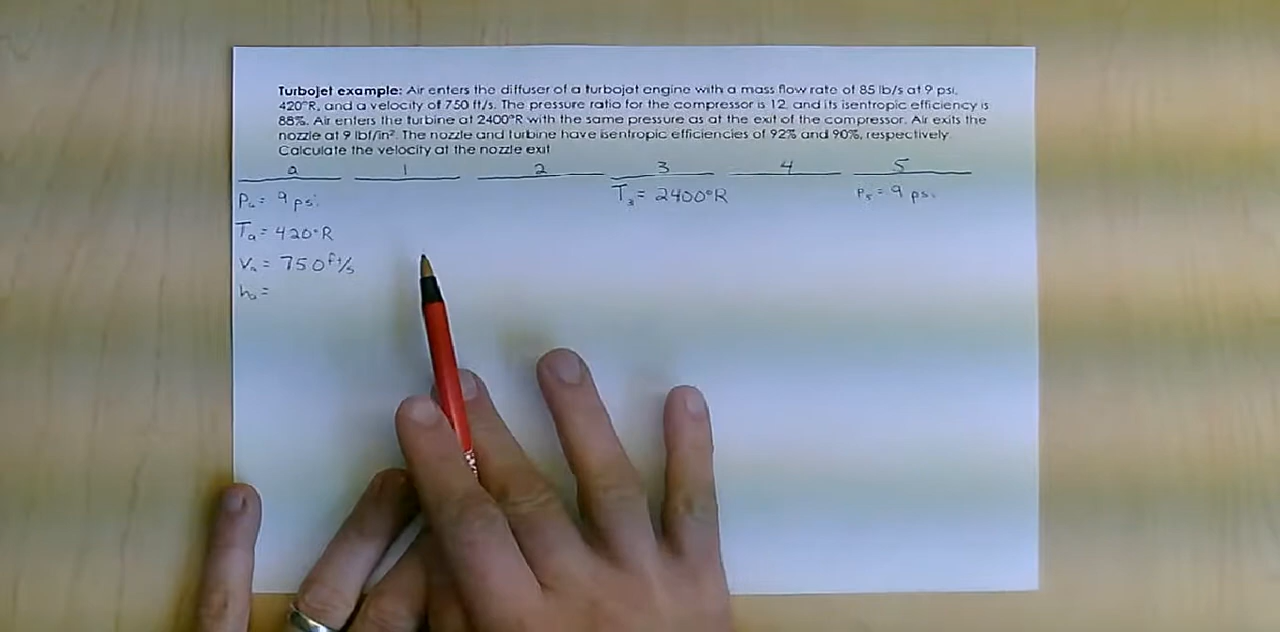 Turbojet example: Air enters the diffuser of a turbojet engine with a mass flow rate of 85 lb/s at 9 psi,
420°R, and a velocity of 750 ft/s. The pressure ratio for the compressor is 12, and its isentropic efficiency is
88%. Air enters the turbine at 2400°R with the same pressure as at the exit of the compressor. Air exits the
nozzle at 9 lbf/in². The nozzle and turbine have isentropic efficiencies of 92% and 90%, respectively.
Calculate the velocity at the nozzle exit
a 1 2 3 4 5
Pa = 9 psi T3 = 2400°R P5 = 9 psi
Ta = 420°R
Va = 750 ft/s
ha =